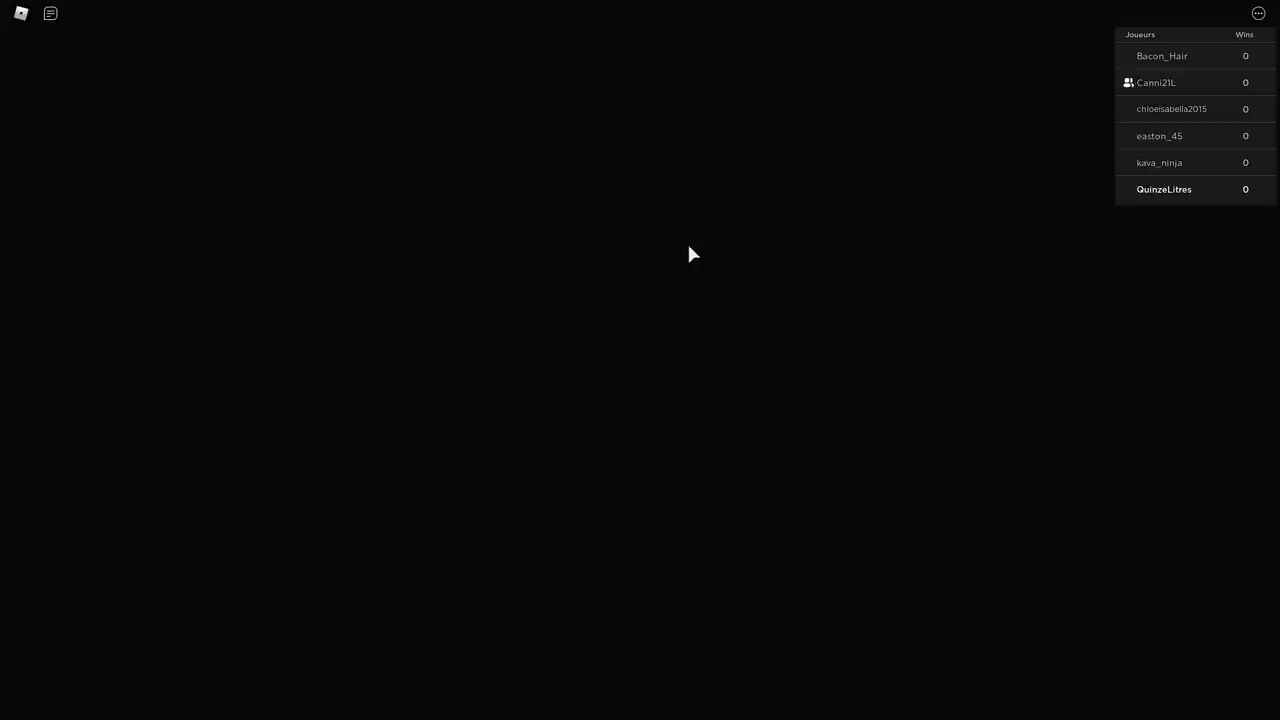 Joueurs Wins
Bacon_Hair 0
Canni21L 0
chloeisabella2015 0
easton_45 0
kava_ninja 0
QuinzeLitres 0